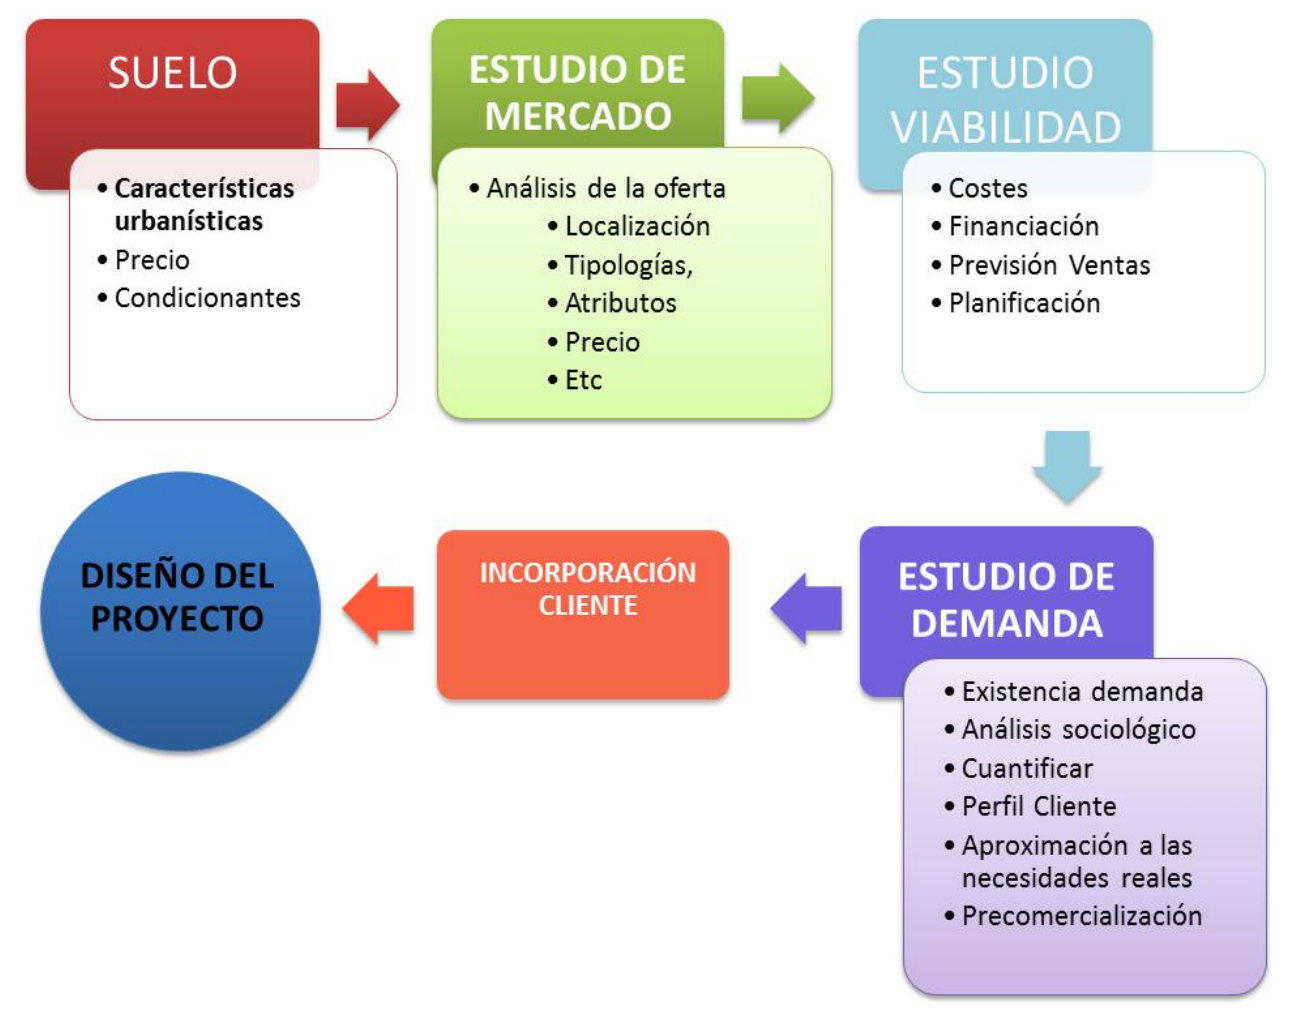 SUELO
• Características
urbanísticas
• Precio
• Condicionantes
ESTUDIO DE
MERCADO
• Análisis de la oferta
• Localización
• Tipologías,
• Atributos
• Precio
• Etc
ESTUDIO
VIABILIDAD
• Costes
• Financiación
• Previsión Ventas
• Planificación
ESTUDIO DE
DEMANDA
• Existencia demanda
• Análisis sociológico
• Cuantificar
• Perfil Cliente
• Aproximación a las
necesidades reales
• Precomercialización
INCORPORACIÓN
CLIENTE
DISEÑO DEL
PROYECTO